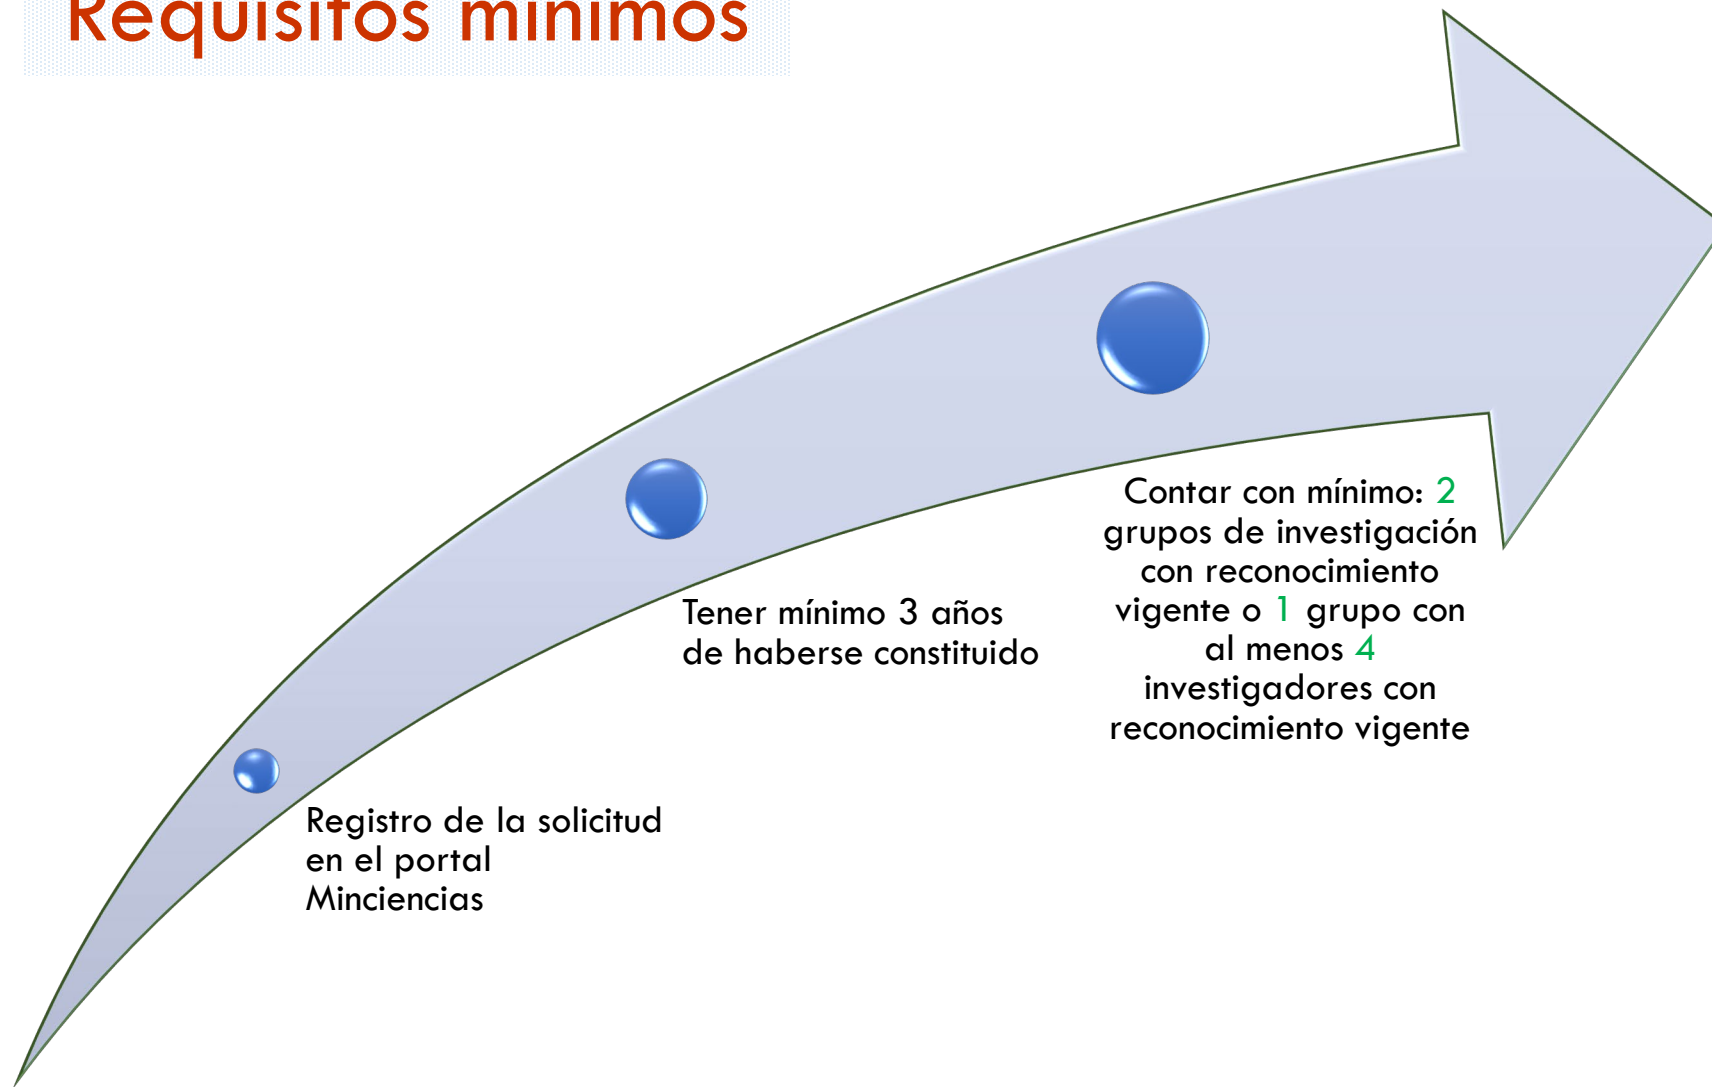 Requisitos mínimos
Registro de la solicitud
en el portal
Minciencias
Tener mínimo 3 años
de haberse constituido
Contar con mínimo: 2
grupos de investigación
con reconocimiento
vigente o 1 grupo con
al menos 4
investigadores con
reconocimiento vigente